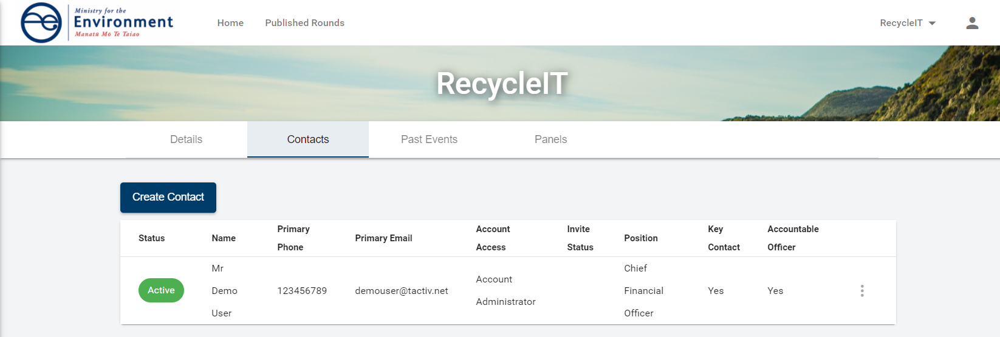 Ministry for the
Environment
Manatū Mō Te Taiao
Home
Published Rounds
RecycleIT
RecycleIT
Details
Contacts
Past Events
Panels
Create Contact
Status
Name
Primary
Phone
Primary Email
Account
Access
Invite
Status
Position
Key
Contact
Accountable
Officer
Active
Mr
Demo
User
123456789
demouser@tactiv.net
Account
Administrator
Chief
Financial
Officer
Yes
Yes